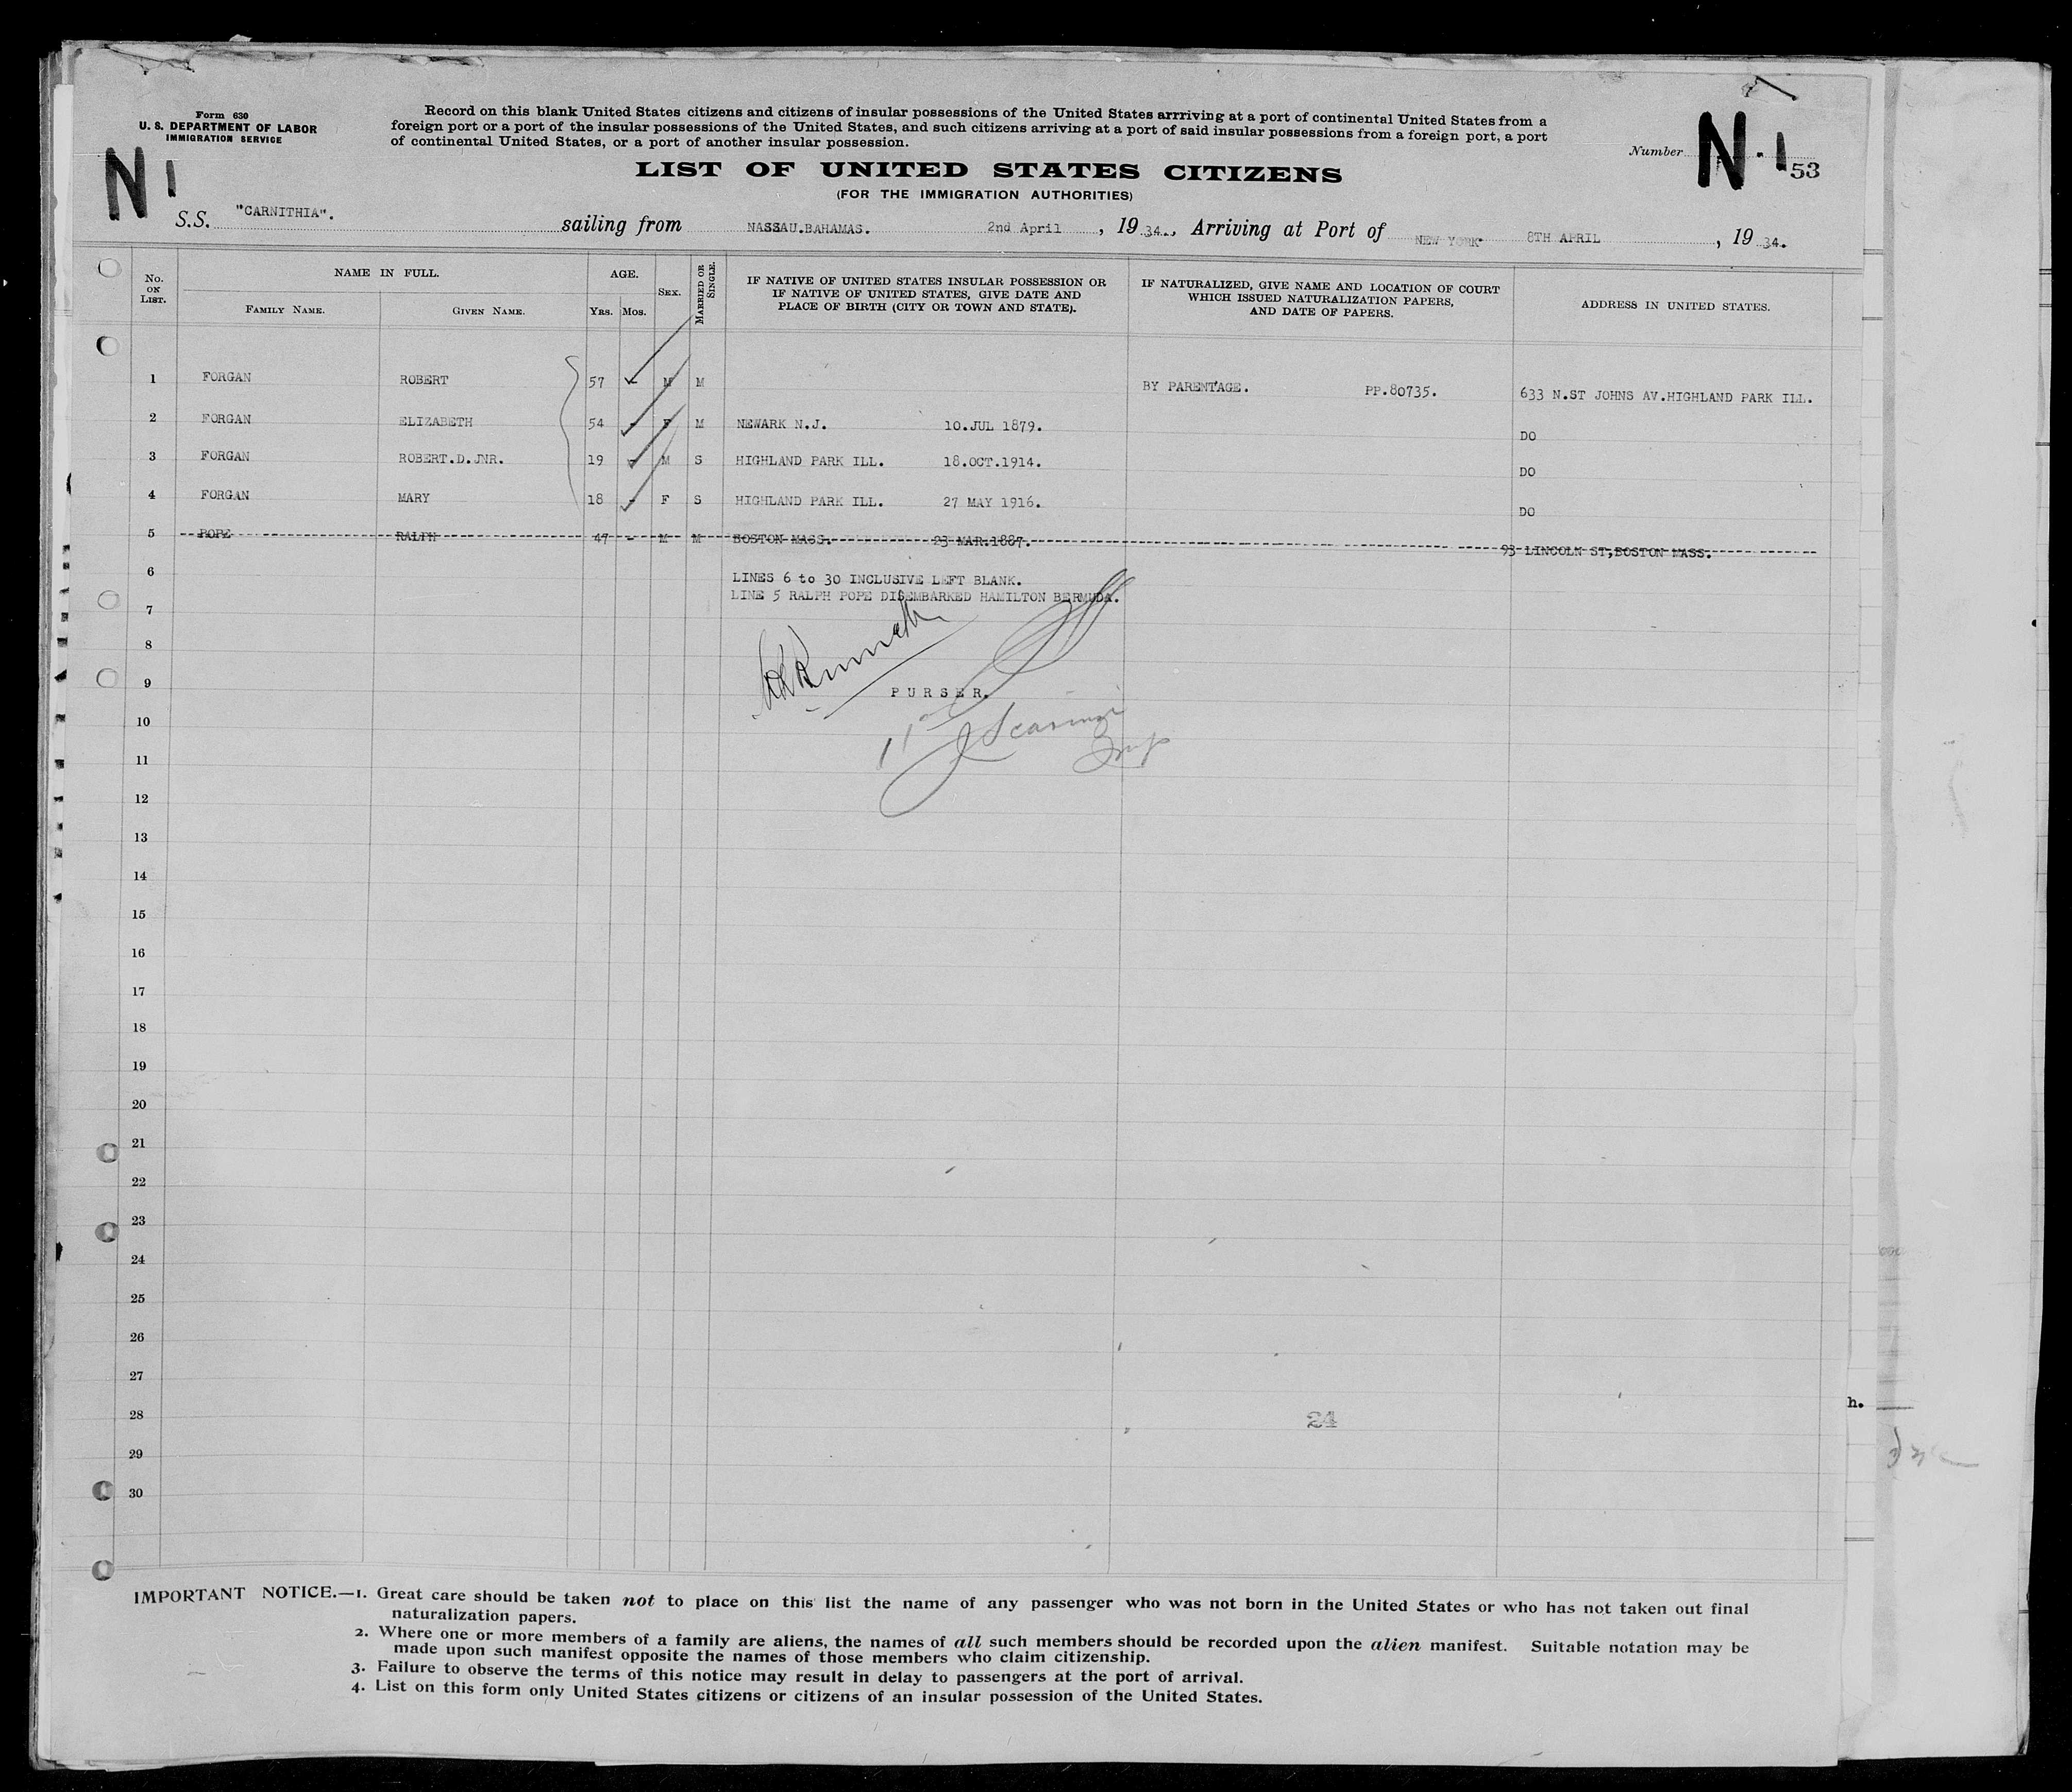 Form 630
U. S. DEPARTMENT OF LABOR
IMMIGRATION SERVICE
Record on this blank United States citizens and citizens of insular possessions of the United States arrriving at a port of continental United States from a
foreign port or a port of the insular possessions of the United States, and such citizens arriving at a port of said insular possessions from a foreign port, a port
of continental United States, or a port of another insular possession.
Number N.1 53
N 1
LIST OF UNITED STATES CITIZENS
(FOR THE IMMIGRATION AUTHORITIES)
S.S. "CARNITHIA". sailing from NASSAU.BAHAMAS. 2nd April , 19 34., Arriving at Port of NEW YORK 8TH APRIL , 19 34.
No. ON LIST. NAME IN FULL. AGE. SEX. MARRIED OR SINGLE. IF NATIVE OF UNITED STATES INSULAR POSSESSION OR IF NATIVE OF UNITED STATES, GIVE DATE AND PLACE OF BIRTH (CITY OR TOWN AND STATE). IF NATURALIZED, GIVE NAME AND LOCATION OF COURT WHICH ISSUED NATURALIZATION PAPERS, AND DATE OF PAPERS. ADDRESS IN UNITED STATES.
FAMILY NAME. GIVEN NAME. YRS. MOS.
1 FORGAN ROBERT 57 - M M BY PARENTAGE. PP.80735. 633 N.ST JOHNS AV.HIGHLAND PARK ILL.
2 FORGAN ELIZABETH 54 - F M NEWARK N.J. 10.JUL 1879. DO
3 FORGAN ROBERT.D.JNR. 19 - M S HIGHLAND PARK ILL. 18.OCT.1914. DO
4 FORGAN MARY 18 - F S HIGHLAND PARK ILL. 27 MAY 1916. DO
5 POPE RALPH 47 - M M BOSTON MASS. 23 MAR.1887. 93 LINCOLN ST,BOSTON MASS.
6 LINES 6 to 30 INCLUSIVE LEFT BLANK.
LINE 5 RALPH POPE DISEMBARKED HAMILTON BERMUDA.
7
8
9 PURSER.
10
11
12
13
14
15
16
17
18
19
20
21
22
23
24
25
26
27
28 24
29
30
h.
IMPORTANT NOTICE.—1. Great care should be taken not to place on this list the name of any passenger who was not born in the United States or who has not taken out final
naturalization papers.
2. Where one or more members of a family are aliens, the names of all such members should be recorded upon the alien manifest. Suitable notation may be
made upon such manifest opposite the names of those members who claim citizenship.
3. Failure to observe the terms of this notice may result in delay to passengers at the port of arrival.
4. List on this form only United States citizens or citizens of an insular possession of the United States.